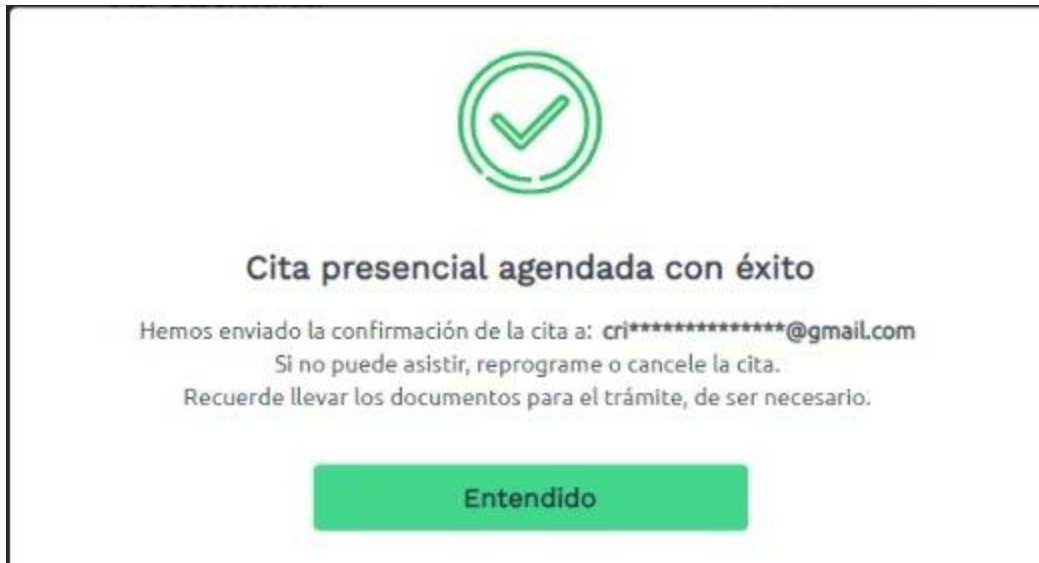 Cita presencial agendada con éxito
Hemos enviado la confirmación de la cita a: cri**************@gmail.com
Si no puede asistir, reprograme o cancele la cita.
Recuerde llevar los documentos para el trámite, de ser necesario.
Entendido